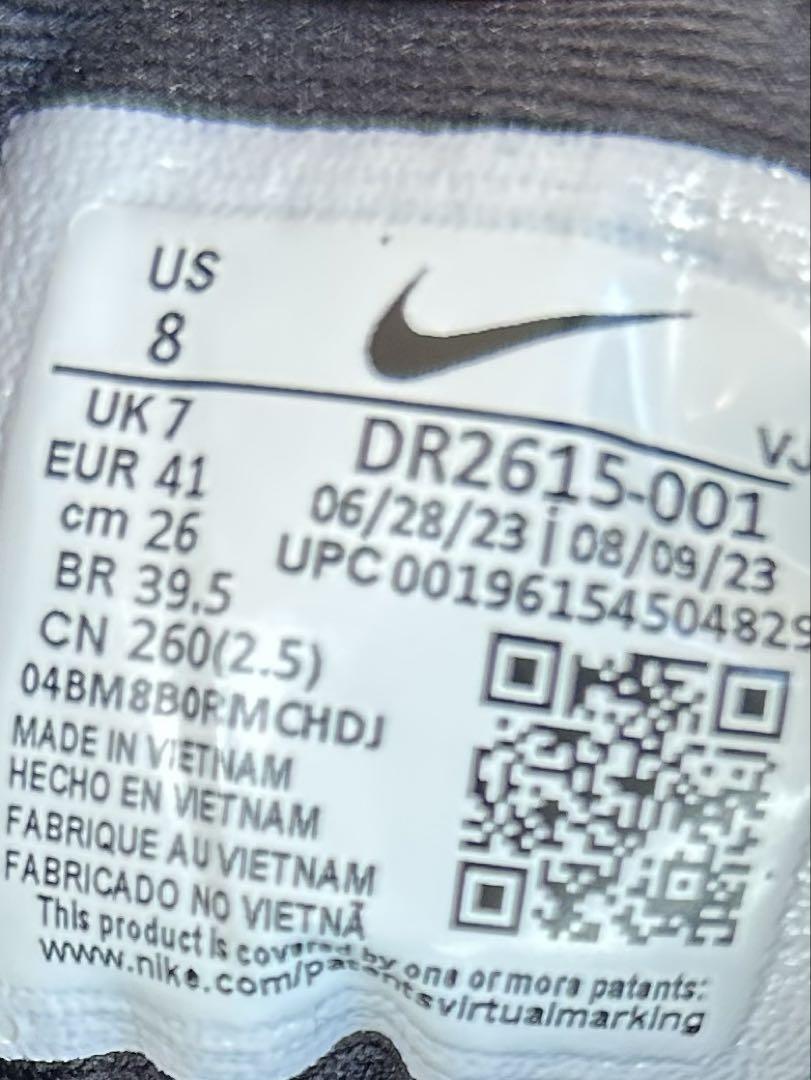 US
8
UK 7
EUR 41
cm 26
BR 39,5
CN 260(2.5)
04BM8B0RMCHDJ
MADE IN VIETNAM
HECHO EN VIETNAM
FABRIQUE AU VIETNAM
FABRICADO NO VIETNÃ
VJ
DR2615-001
06/28/23 | 08/09/23
UPC 00196154504829
This product is covered by one or more patents:
www.nike.com/patentsvirtualmarking